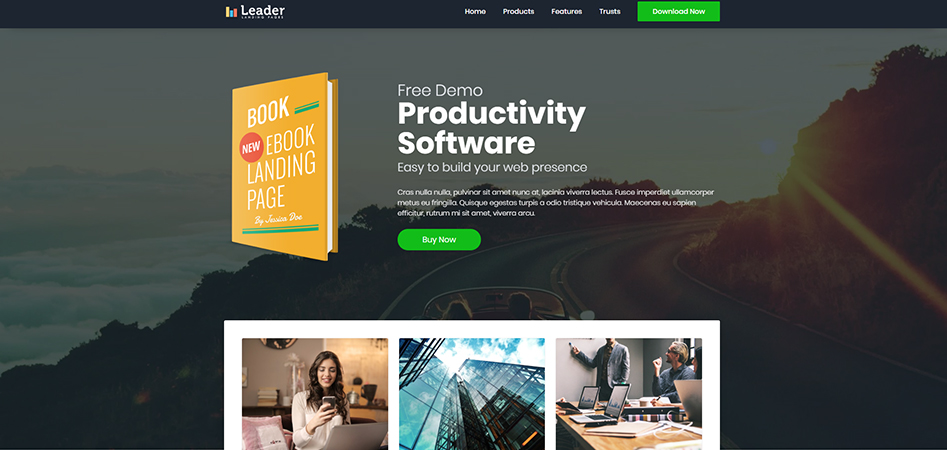 Leader
LANDING PAGES
Home Products Features Trusts Download Now
BOOK
NEW EBOOK
LANDING
PAGE
By Jessica Doe
Free Demo
Productivity
Software
Easy to build your web presence
Cras nulla nulla, pulvinar sit amet nunc at, lacinia viverra lectus. Fusce imperdiet ullamcorper
metus eu fringilla. Quisque egestas turpis a odio tristique vehicula. Maecenas eu sapien
efficitur, rutrum mi sit amet, viverra arcu.
Buy Now